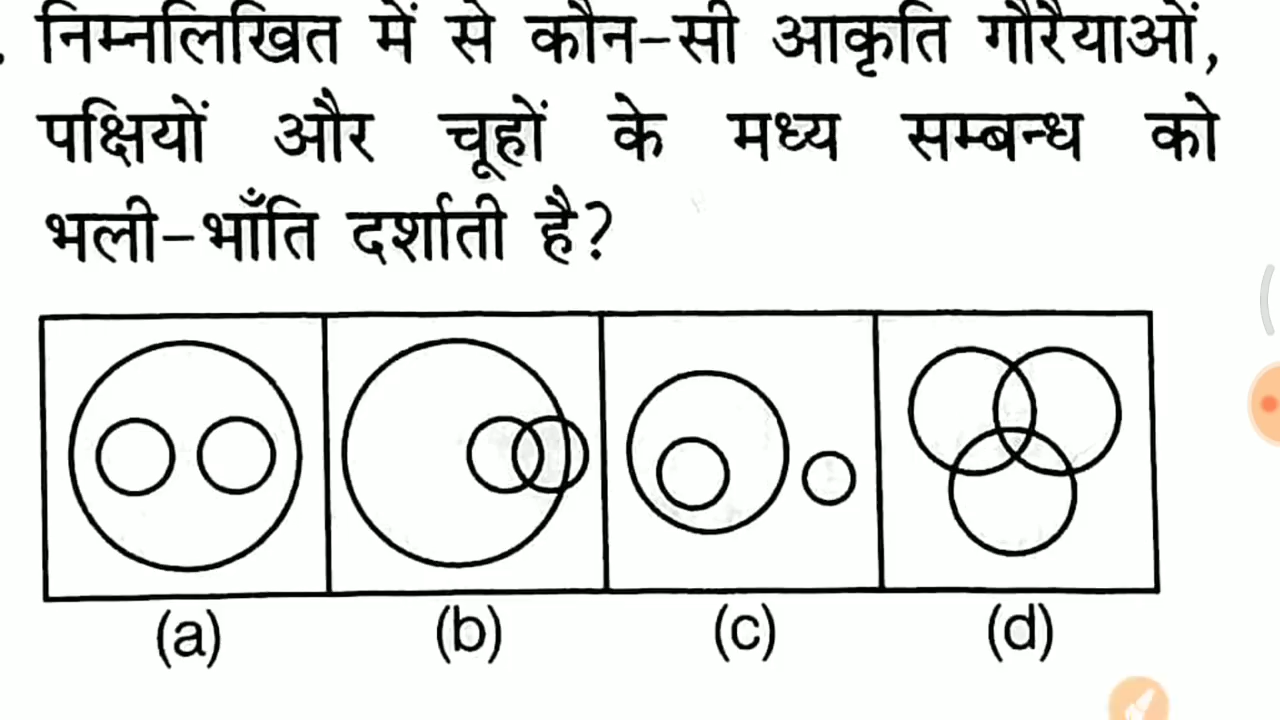 . निम्नलिखित में से कौन-सी आकृति गौरैयाओं,
पक्षियों और चूहों के मध्य सम्बन्ध को
भली-भाँति दर्शाती है?
(a) (b) (c) (d)